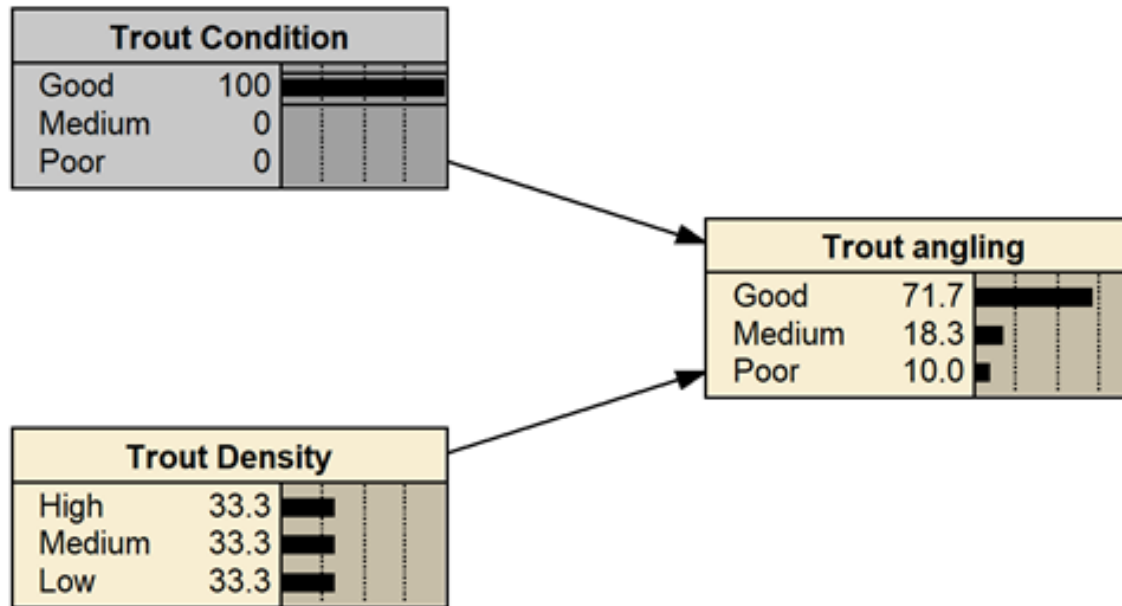 Trout Condition
Good 100
Medium 0
Poor 0
Trout angling
Good 71.7
Medium 18.3
Poor 10.0
Trout Density
High 33.3
Medium 33.3
Low 33.3